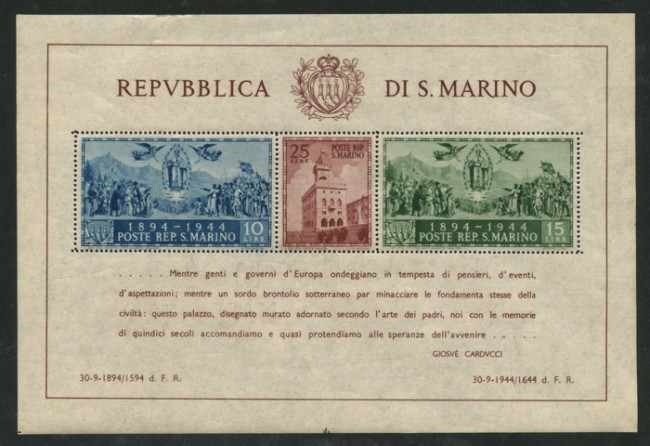 REPVBBLICA DI S. MARINO
1894-1944 10
POSTE REP. S. MARINO LIRE
25 POSTE REP.
LIRE S. MARINO
1894-1944 15
POSTE REP. S. MARINO LIRE
. . . . . Mentre genti e governi d'Europa ondeggiano in tempesta di pensieri, d'eventi,
d'aspettazioni; mentre un sordo brontolio sotterraneo par minacciare le fondamenta stesse della
civiltà: questo palazzo, disegnato murato adornato secondo l'arte dei padri, noi con le memorie
di quindici secoli accomandiamo e quasi protendiamo alle speranze dell'avvenire . . . . .
GIOSVÈ CARDVCCI
30-9-1894/1594 d. F. R. 30-9-1944/1644 d. F. R.